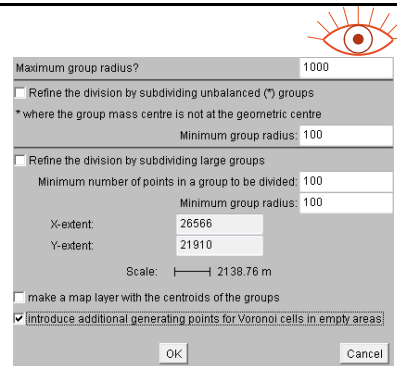 Maximum group radius? 1000
Refine the division by subdividing unbalanced (*) groups
* where the group mass centre is not at the geometric centre
Minimum group radius: 100
Refine the division by subdividing large groups
Minimum number of points in a group to be divided: 100
Minimum group radius: 100
X-extent: 26566
Y-extent: 21910
Scale: 2138.76 m
make a map layer with the centroids of the groups
introduce additional generating points for Voronoi cells in empty areas
OK Cancel